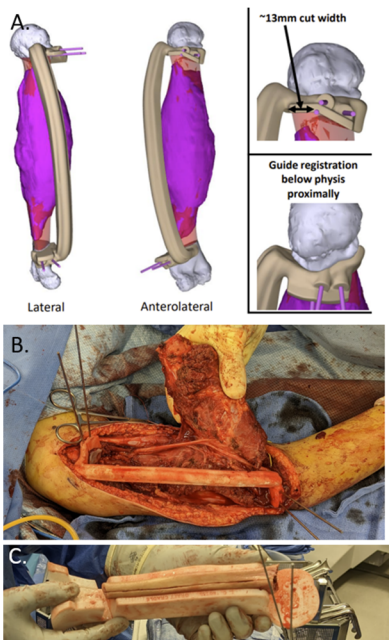 A.
~13mm cut width
Guide registration
below physis
proximally
Lateral
Anterolateral
B.
C.